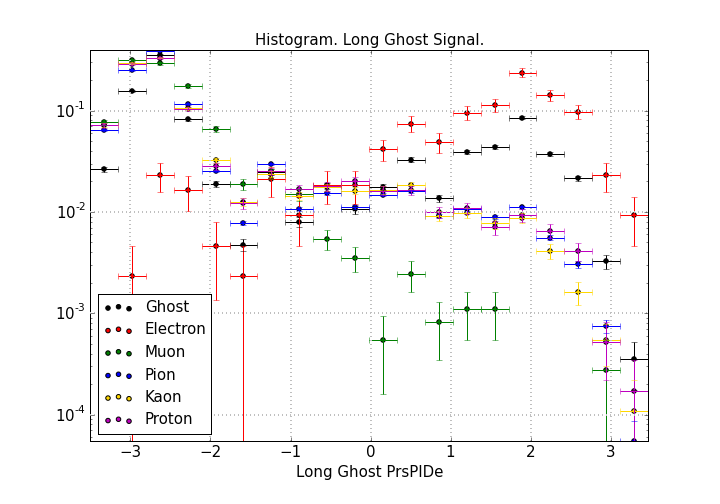 Histogram. Long Ghost Signal.
10^-1
10^-2
10^-3
10^-4
Ghost
Electron
Muon
Pion
Kaon
Proton
−3 −2 −1 0 1 2 3
Long Ghost PrsPIDe